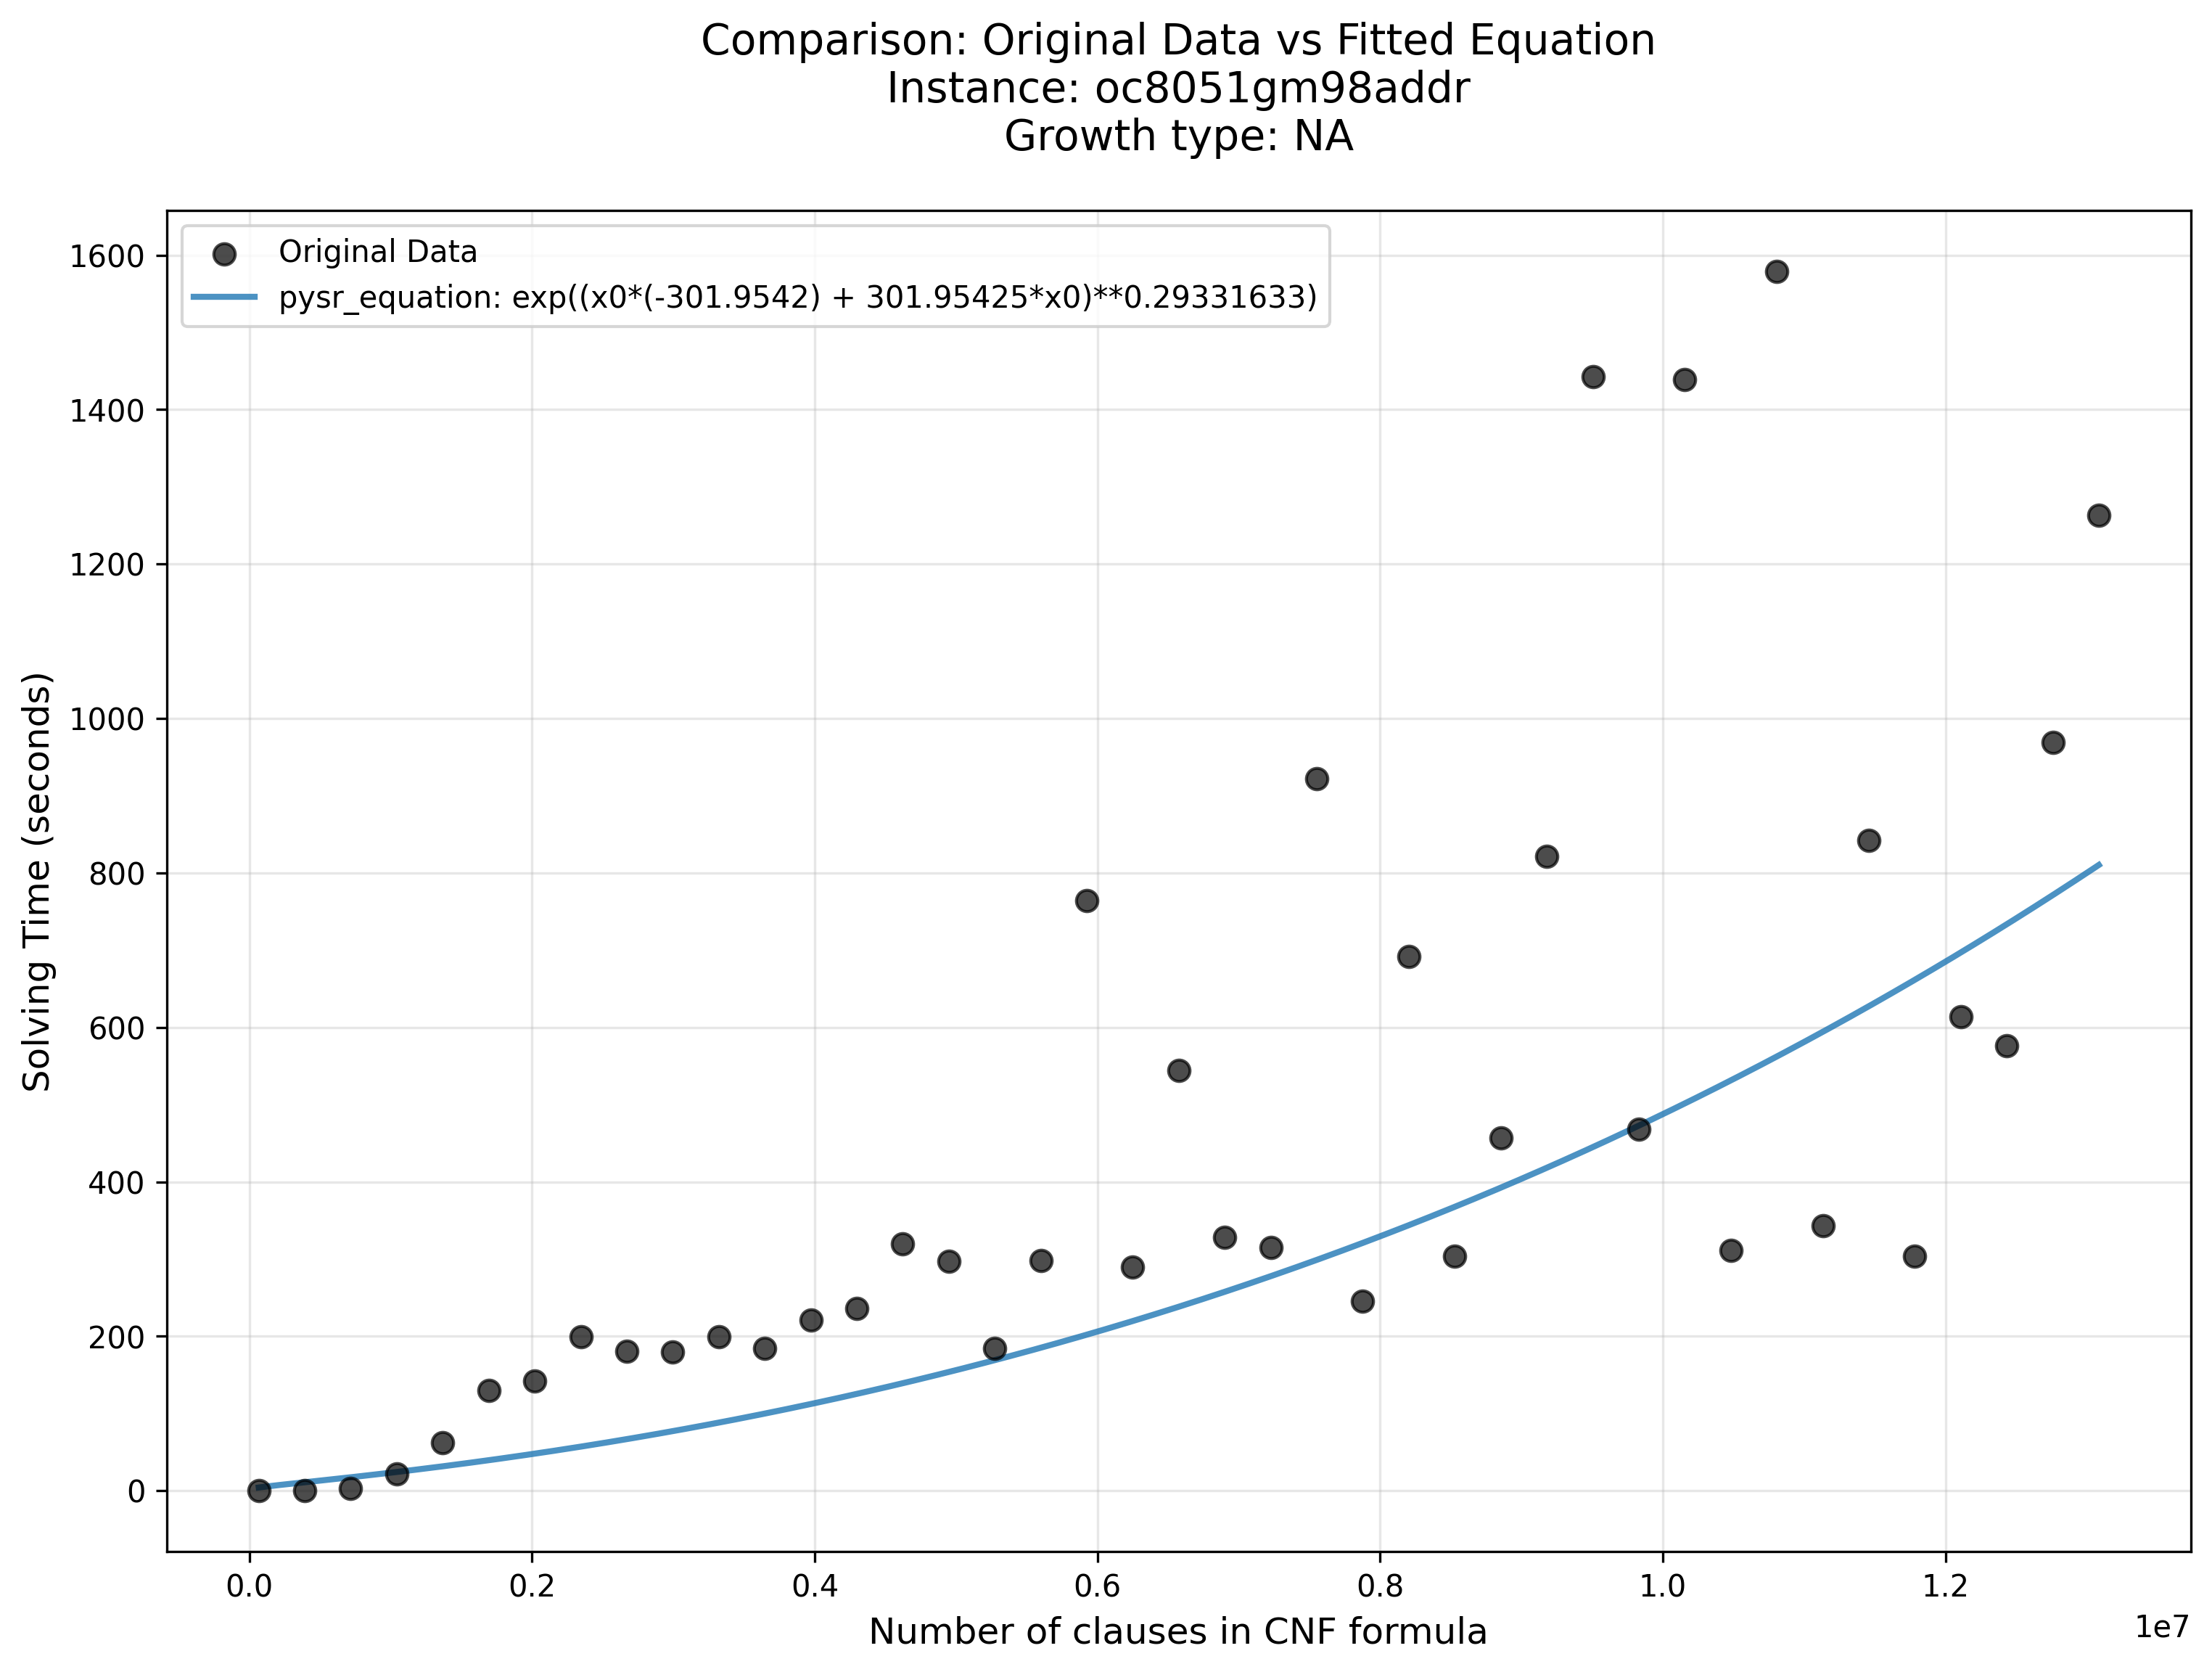 Comparison: Original Data vs Fitted Equation
Instance: oc8051gm98addr
Growth type: NA
Original Data
pysr_equation: exp((x0*(-301.9542) + 301.95425*x0)**0.29331633)
Solving Time (seconds)
1600
1400
1200
1000
800
600
400
200
0
0.0 0.2 0.4 0.6 0.8 1.0 1.2
1e7
Number of clauses in CNF formula